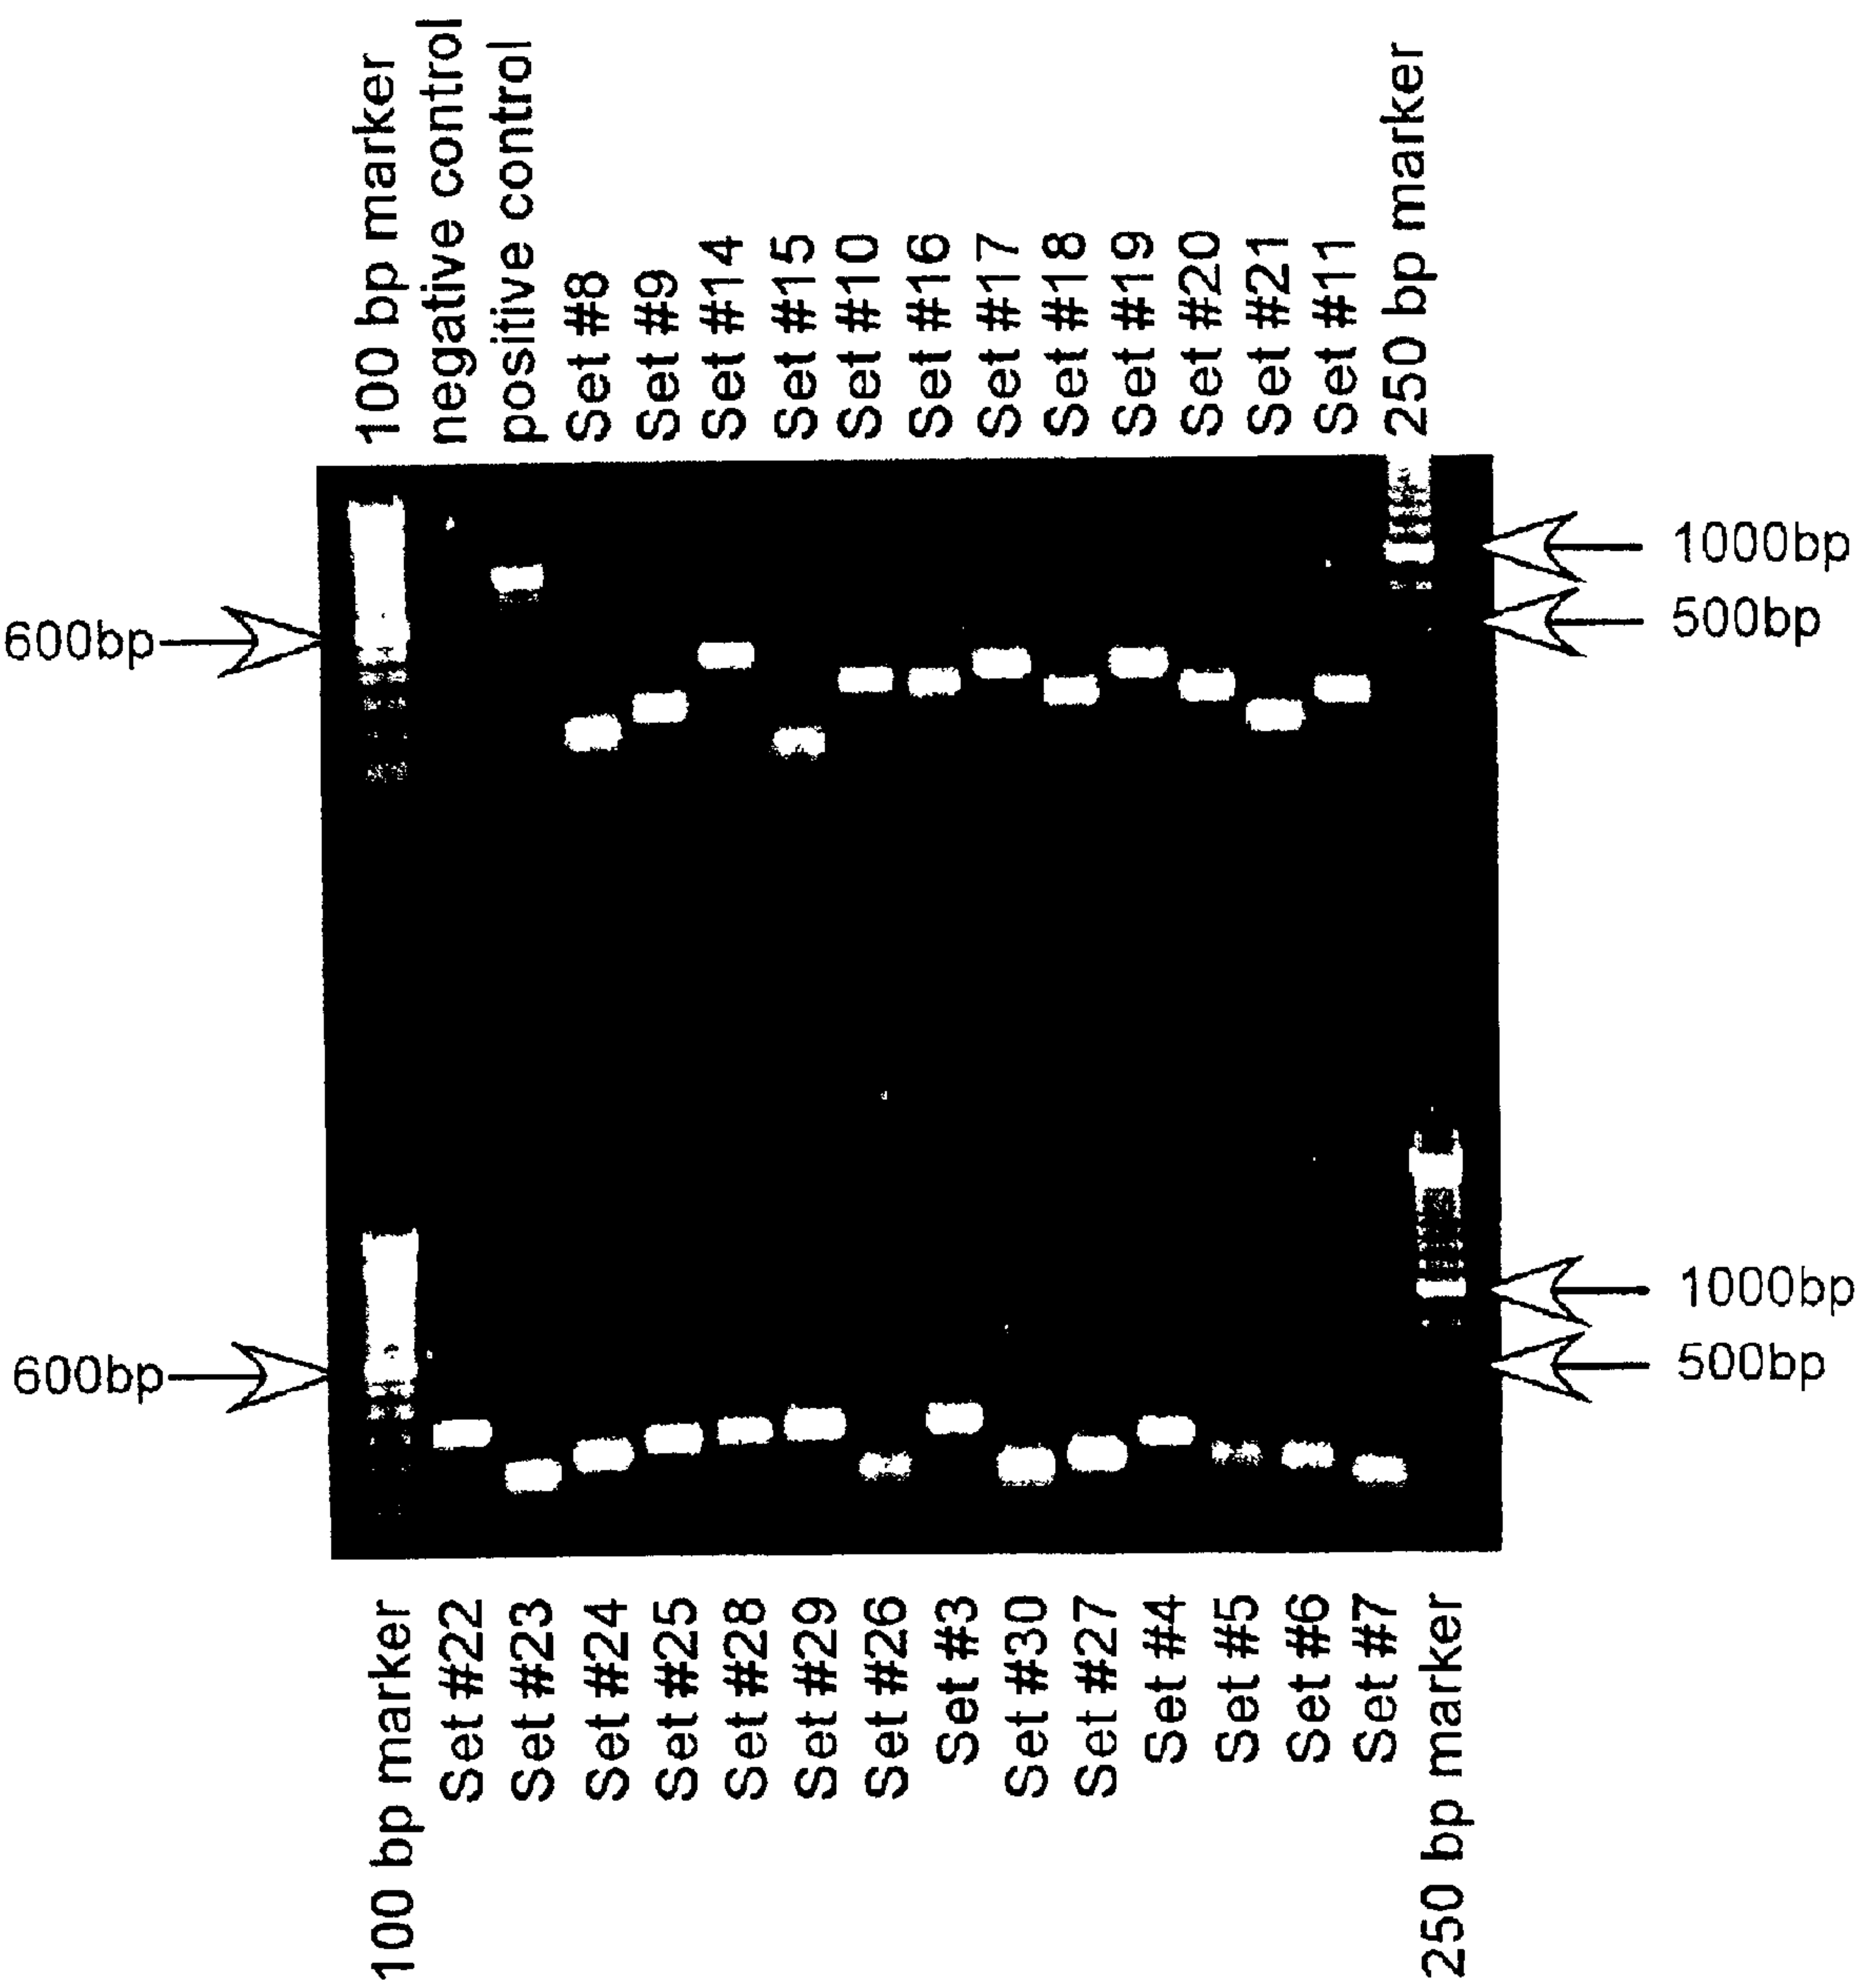 100 bp marker
negative control
positive control
Set #8
Set #9
Set #14
Set #15
Set #10
Set #16
Set #17
Set #18
Set #19
Set #20
Set #21
Set #11
250 bp marker
1000bp
600bp
500bp
1000bp
600bp
500bp
100 bp marker
Set #22
Set #23
Set #24
Set #25
Set #28
Set #29
Set #26
Set #3
Set #30
Set #27
Set #4
Set #5
Set #6
Set #7
250 bp marker